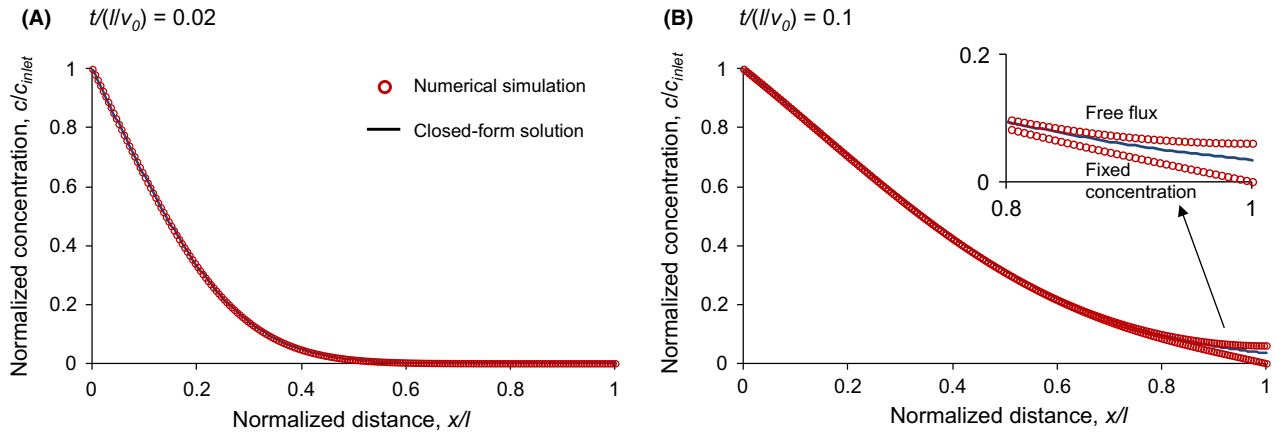 (A) t/(l/v0) = 0.02
Normalized concentration, c/cinlet
1
0.8
0.6
0.4
0.2
0
Numerical simulation
Closed-form solution
0 0.2 0.4 0.6 0.8 1
Normalized distance, x/l
(B) t/(l/v0) = 0.1
Normalized concentration, c/cinlet
1
0.8
0.6
0.4
0.2
0
0.2
Free flux
Fixed
concentration
0
0.8 1
0 0.2 0.4 0.6 0.8 1
Normalized distance, x/l